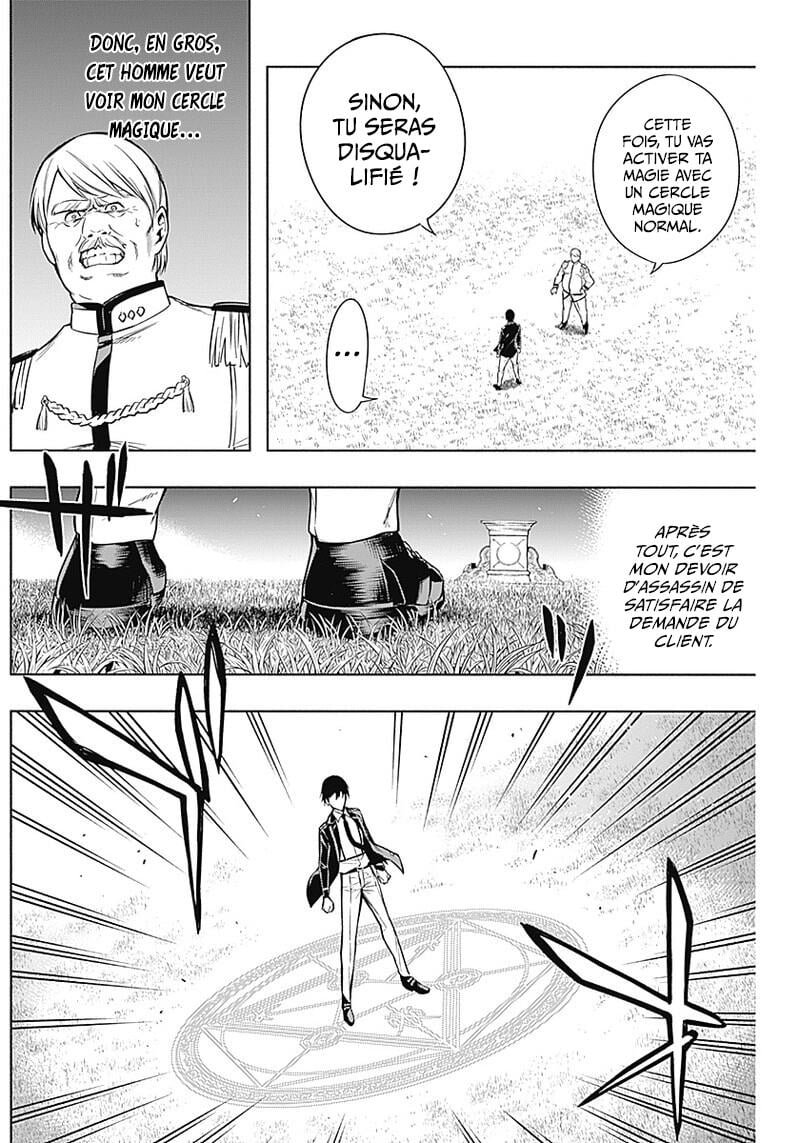 CETTE
FOIS, TU VAS
ACTIVER TA
MAGIE AVEC
UN CERCLE
MAGIQUE
NORMAL.
SINON,
TU SERAS
DISQUA-
LIFIÉ !
...
DONC, EN GROS,
CET HOMME VEUT
VOIR MON CERCLE
MAGIQUE...
APRÈS
TOUT, C'EST
MON DEVOIR
D'ASSASSIN DE
SATISFAIRE LA
DEMANDE DU
CLIENT.